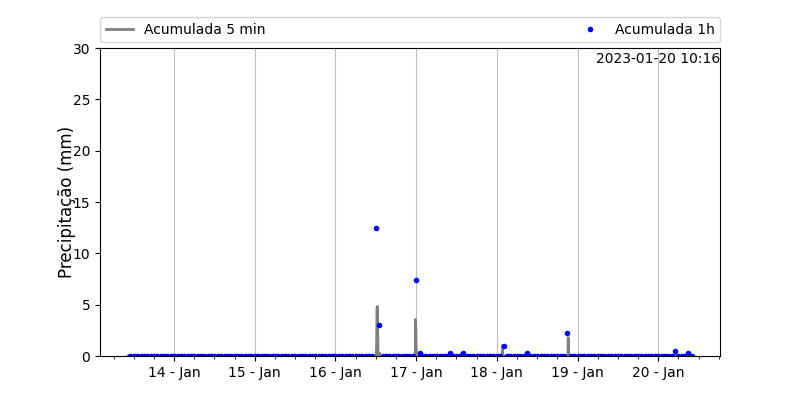 Acumulada 5 min
Acumulada 1h
2023-01-20 10:16
Precipitação (mm)
30
25
20
15
10
5
0
14 - Jan
15 - Jan
16 - Jan
17 - Jan
18 - Jan
19 - Jan
20 - Jan